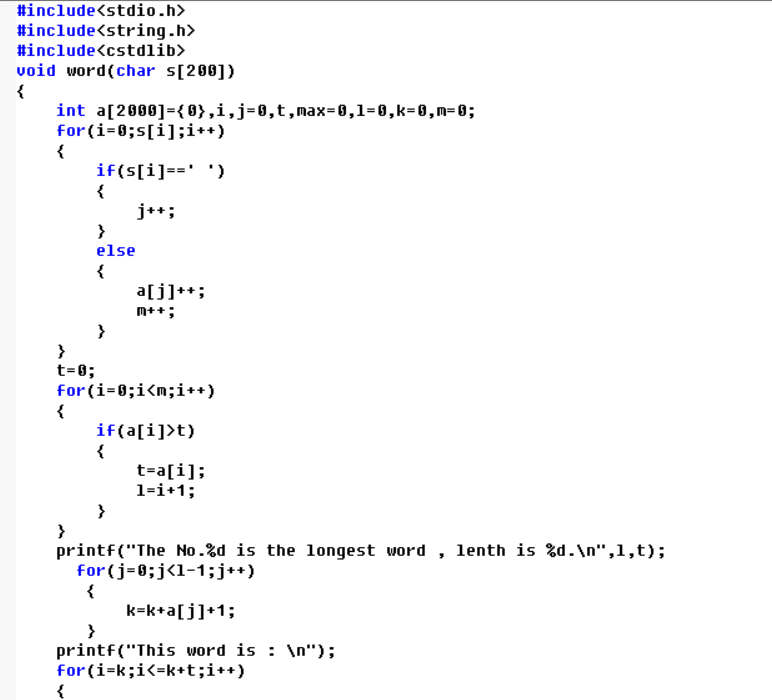 #include<stdio.h>
#include<string.h>
#include<cstdlib>
void word(char s[200])
{
    int a[2000]={0},i,j=0,t,max=0,l=0,k=0,m=0;
    for(i=0;s[i];i++)
    {
        if(s[i]==' ')
        {
            j++;
        }
        else
        {
            a[j]++;
            m++;
        }
    }
    t=0;
    for(i=0;i<m;i++)
    {
        if(a[i]>t)
        {
            t=a[i];
            l=i+1;
        }
    }
    printf("The No.%d is the longest word , lenth is %d.\n",l,t);
      for(j=0;j<l-1;j++)
       {
           k=k+a[j]+1;
       }
    printf("This word is : \n");
    for(i=k;i<=k+t;i++)
    {